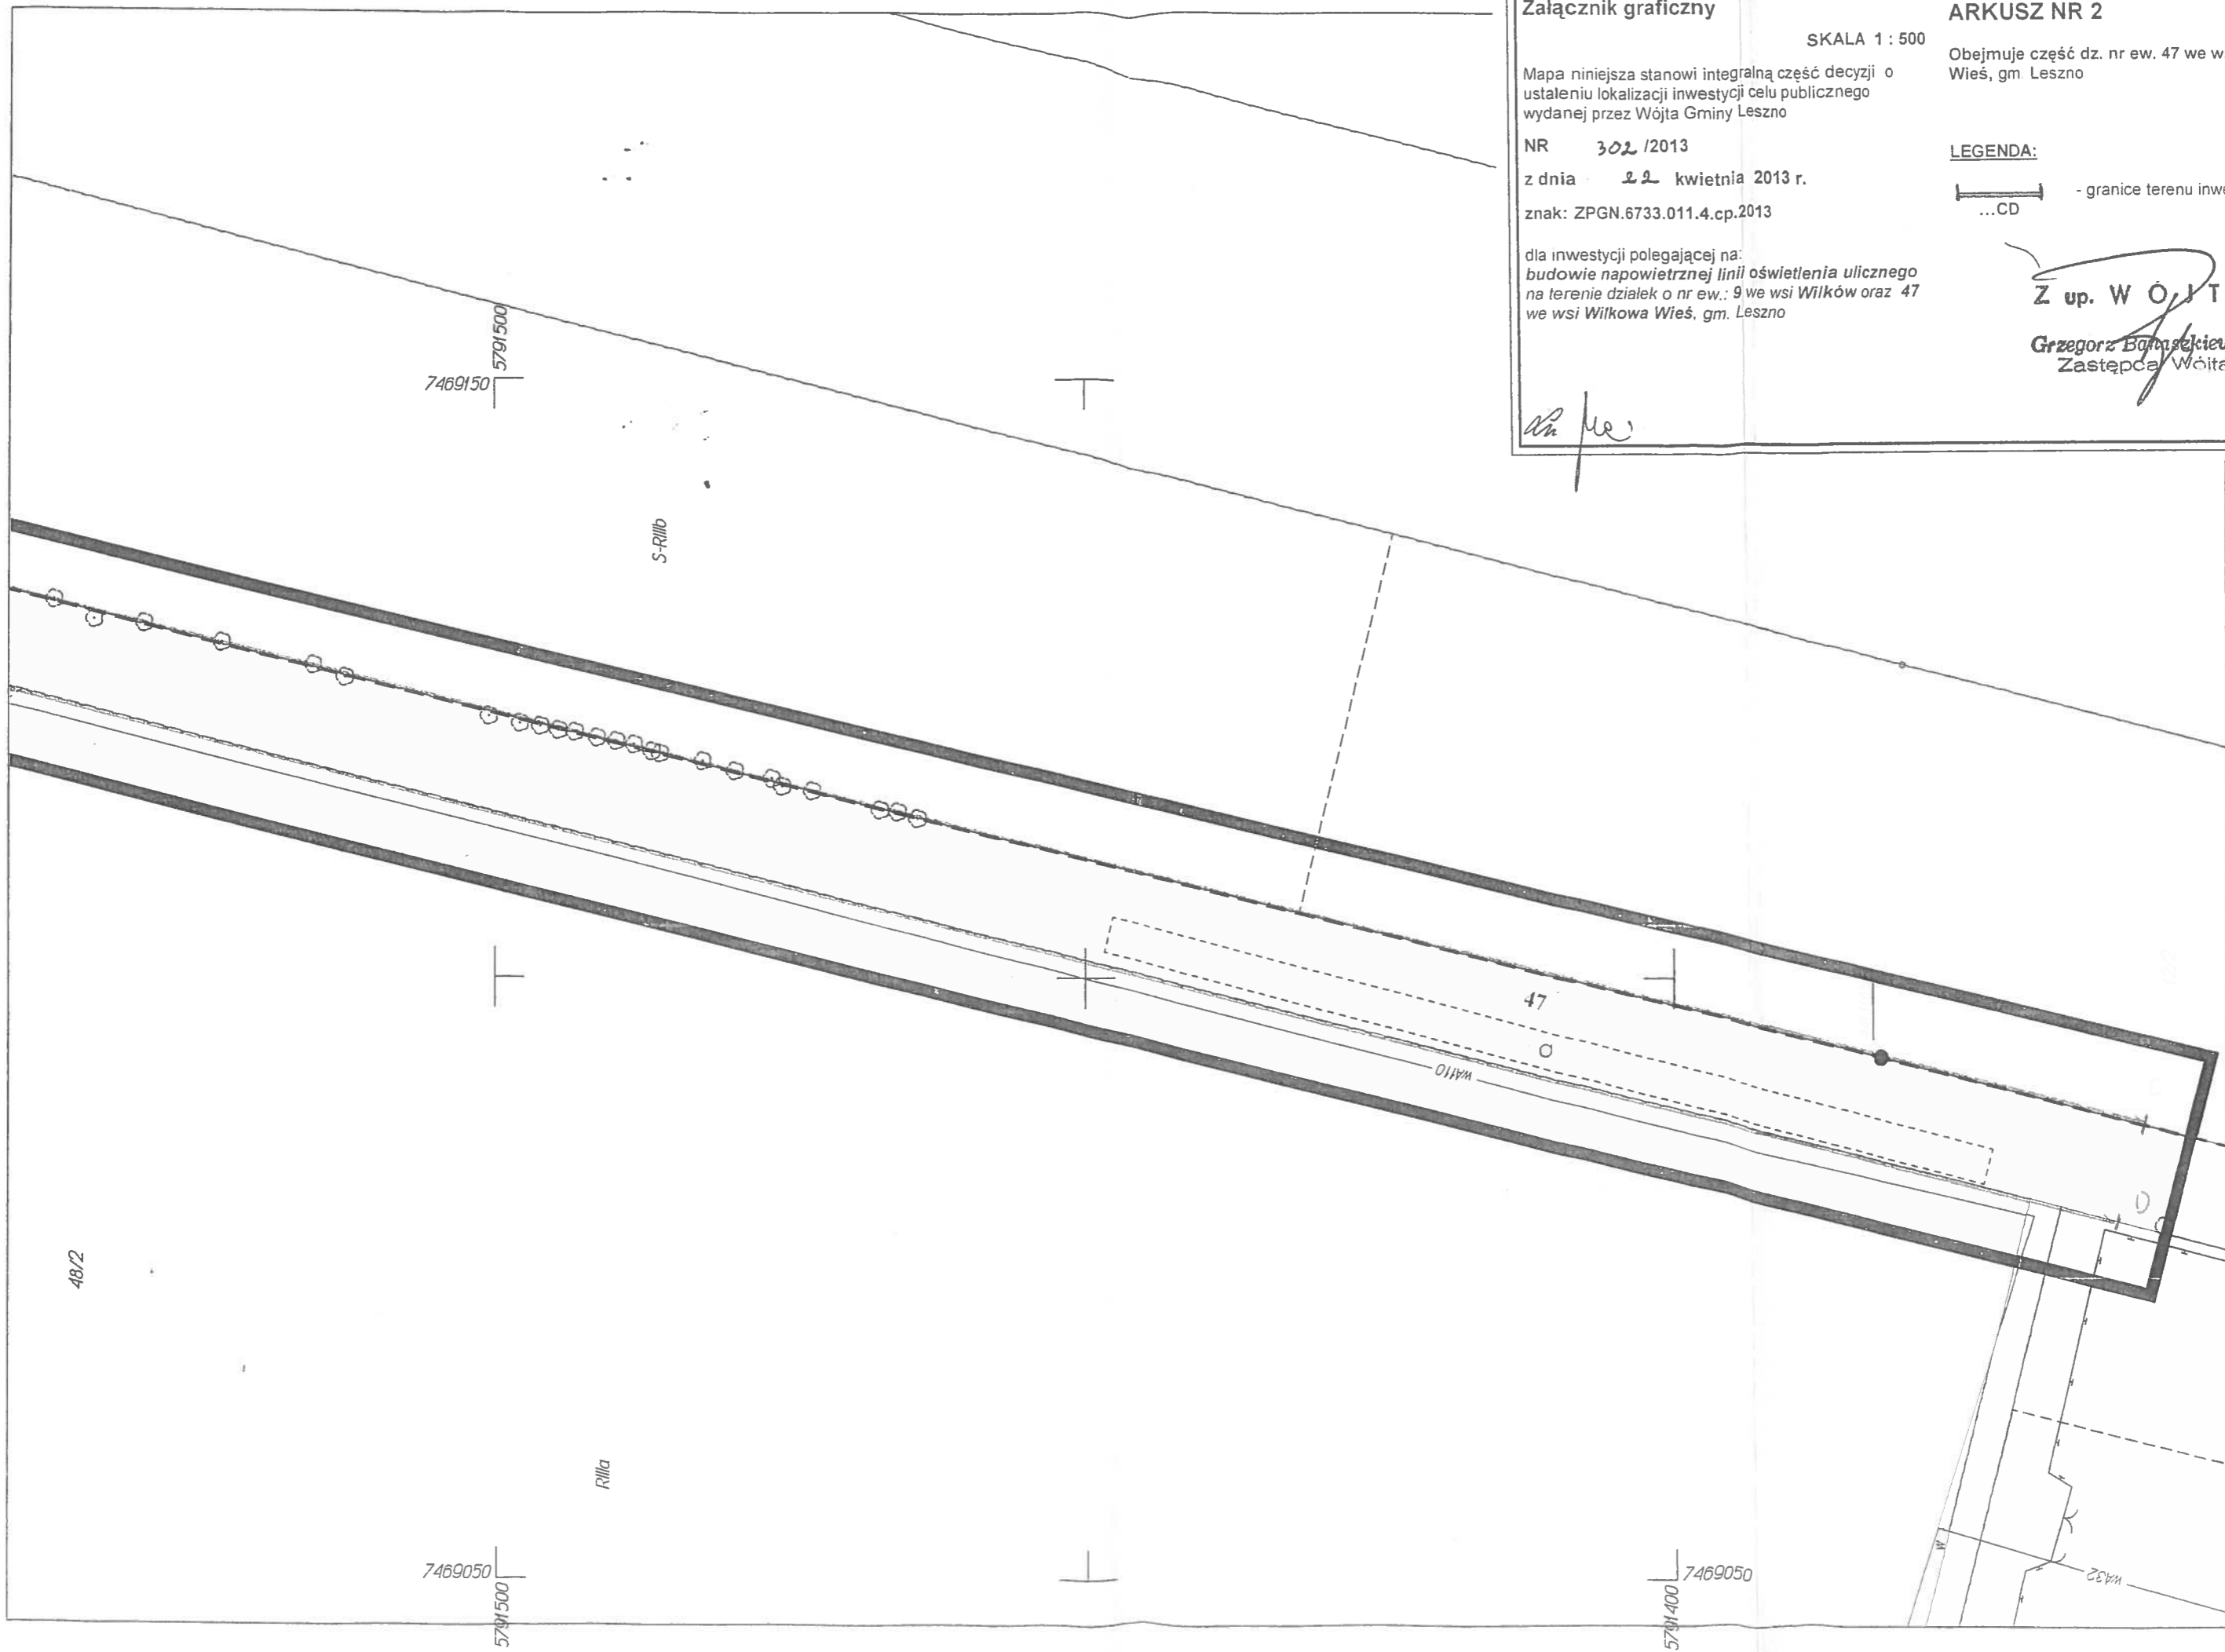 Załącznik graficzny
SKALA 1 : 500
Mapa niniejsza stanowi integralną część decyzji o
ustaleniu lokalizacji inwestycji celu publicznego
wydanej przez Wójta Gminy Leszno
NR 302 /2013
z dnia 22 kwietnia 2013 r.
znak: ZPGN.6733.011.4.cp.2013
dla inwestycji polegającej na:
budowie napowietrznej linii oświetlenia ulicznego
na terenie działek o nr ew.: 9 we wsi Wilków oraz 47
we wsi Wilkowa Wieś, gm. Leszno
ARKUSZ NR 2
Obejmuje część dz. nr ew. 47 we w
Wieś, gm. Leszno
LEGENDA:
- granice terenu inwe
...CD
Z up. W Ó J T
Grzegorz Banaszkiew
Zastępca Wójta
5791500
7469150
S-RIIIb
47
wA110
D
48/2
RIIIa
7469050
5791500
7469050
5791400
w
wA32